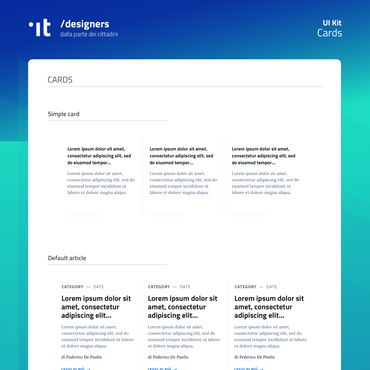 it /designers
dalla parte dei cittadini
UI Kit
Cards
CARDS
Simple card
Lorem ipsum dolor sit amet,
consectetur adipiscing elit, sed
do eiusmod tempor...
Lorem ipsum dolor sit amet,
consectetur adipiscing elit, sed do
eiusmod tempor incididunt ut
labore et dolore magna aliqua.
Lorem ipsum dolor sit amet,
consectetur adipiscing elit, sed
do eiusmod tempor...
Lorem ipsum dolor sit amet,
consectetur adipiscing elit, sed do
eiusmod tempor incididunt ut
labore et dolore magna aliqua.
Lorem ipsum dolor sit amet,
consectetur adipiscing elit, sed
do eiusmod tempor...
Lorem ipsum dolor sit amet,
consectetur adipiscing elit, sed do
eiusmod tempor incididunt ut
labore et dolore magna aliqua.
Default article
CATEGORY — DATE
Lorem ipsum dolor sit
amet, consectetur
adipiscing elit...
Lorem ipsum dolor sit amet,
consectetur adipiscing elit, sed do
eiusmod tempor incididunt ut labore
et dolore magna aliqua.
di Federico De Paolis
CATEGORY — DATE
Lorem ipsum dolor sit
amet, consectetur
adipiscing elit...
Lorem ipsum dolor sit amet,
consectetur adipiscing elit, sed do
eiusmod tempor incididunt ut labore
et dolore magna aliqua.
di Federico De Paolis
CATEGORY — DATE
Lorem ipsum dolor sit
amet, consectetur
adipiscing elit...
Lorem ipsum dolor sit amet,
consectetur adipiscing elit, sed do
eiusmod tempor incididunt ut labore
et dolore magna aliqua.
di Federico De Paolis